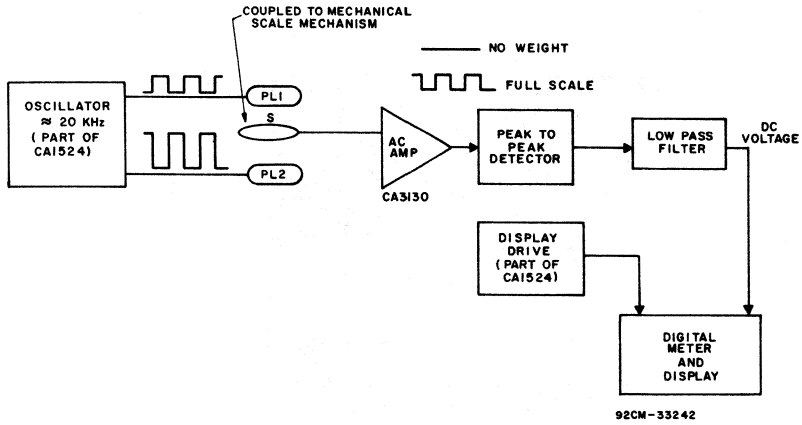 COUPLED TO MECHANICAL
SCALE MECHANISM
NO WEIGHT
FULL SCALE
OSCILLATOR
≈ 20 KHz
( PART OF
CA1524)
PL1
S
PL2
AC
AMP
CA3130
PEAK TO
PEAK
DETECTOR
LOW PASS
FILTER
DC
VOLTAGE
DISPLAY
DRIVE
( PART OF
CA1524)
DIGITAL
METER
AND
DISPLAY
92CM-33242